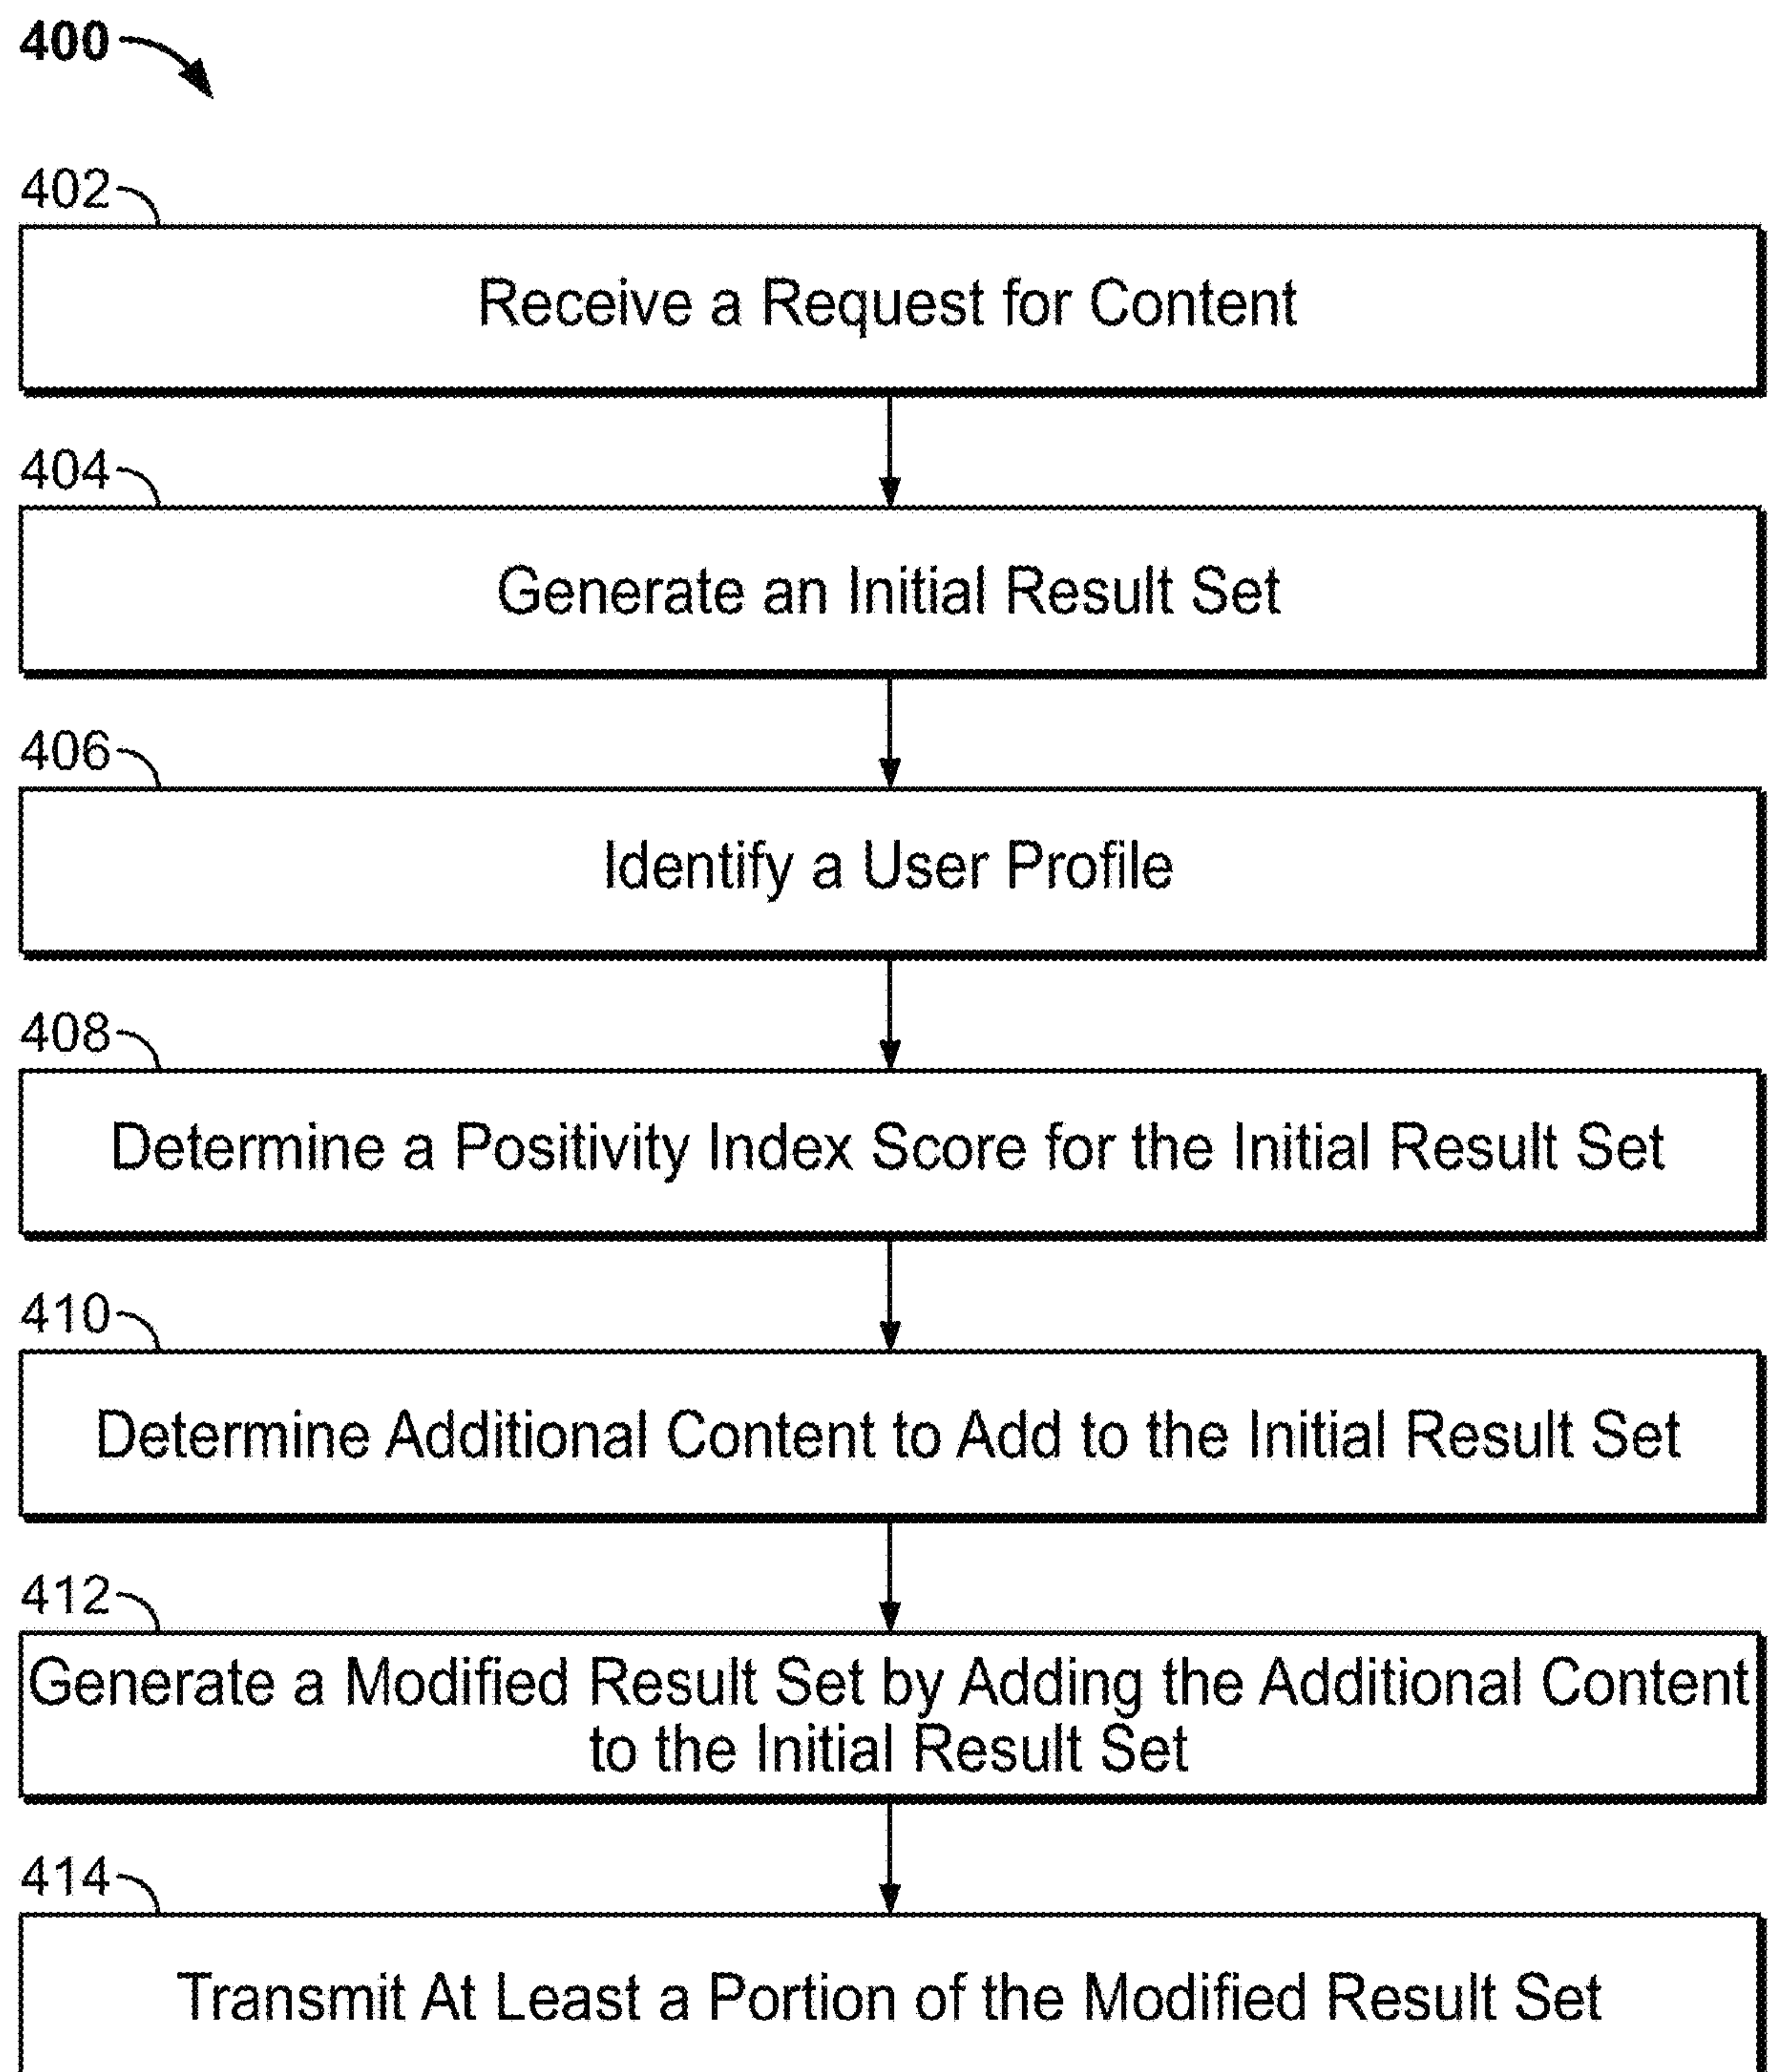 400
402
Receive a Request for Content
404
Generate an Initial Result Set
406
Identify a User Profile
408
Determine a Positivity Index Score for the Initial Result Set
410
Determine Additional Content to Add to the Initial Result Set
412
Generate a Modified Result Set by Adding the Additional Content
to the Initial Result Set
414
Transmit At Least a Portion of the Modified Result Set